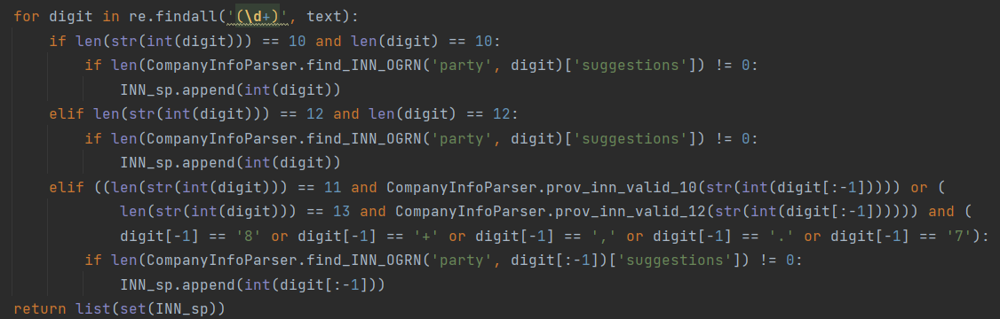 for digit in re.findall('(\d+)', text):
    if len(str(int(digit))) == 10 and len(digit) == 10:
        if len(CompanyInfoParser.find_INN_OGRN('party', digit)['suggestions']) != 0:
            INN_sp.append(int(digit))
    elif len(str(int(digit))) == 12 and len(digit) == 12:
        if len(CompanyInfoParser.find_INN_OGRN('party', digit)['suggestions']) != 0:
            INN_sp.append(int(digit))
    elif ((len(str(int(digit))) == 11 and CompanyInfoParser.prov_inn_valid_10(str(int(digit[:-1])))) or (
            len(str(int(digit))) == 13 and CompanyInfoParser.prov_inn_valid_12(str(int(digit[:-1]))))) and (
            digit[-1] == '8' or digit[-1] == '+' or digit[-1] == ',' or digit[-1] == '.' or digit[-1] == '7'):
        if len(CompanyInfoParser.find_INN_OGRN('party', digit[:-1])['suggestions']) != 0:
            INN_sp.append(int(digit[:-1]))
return list(set(INN_sp))